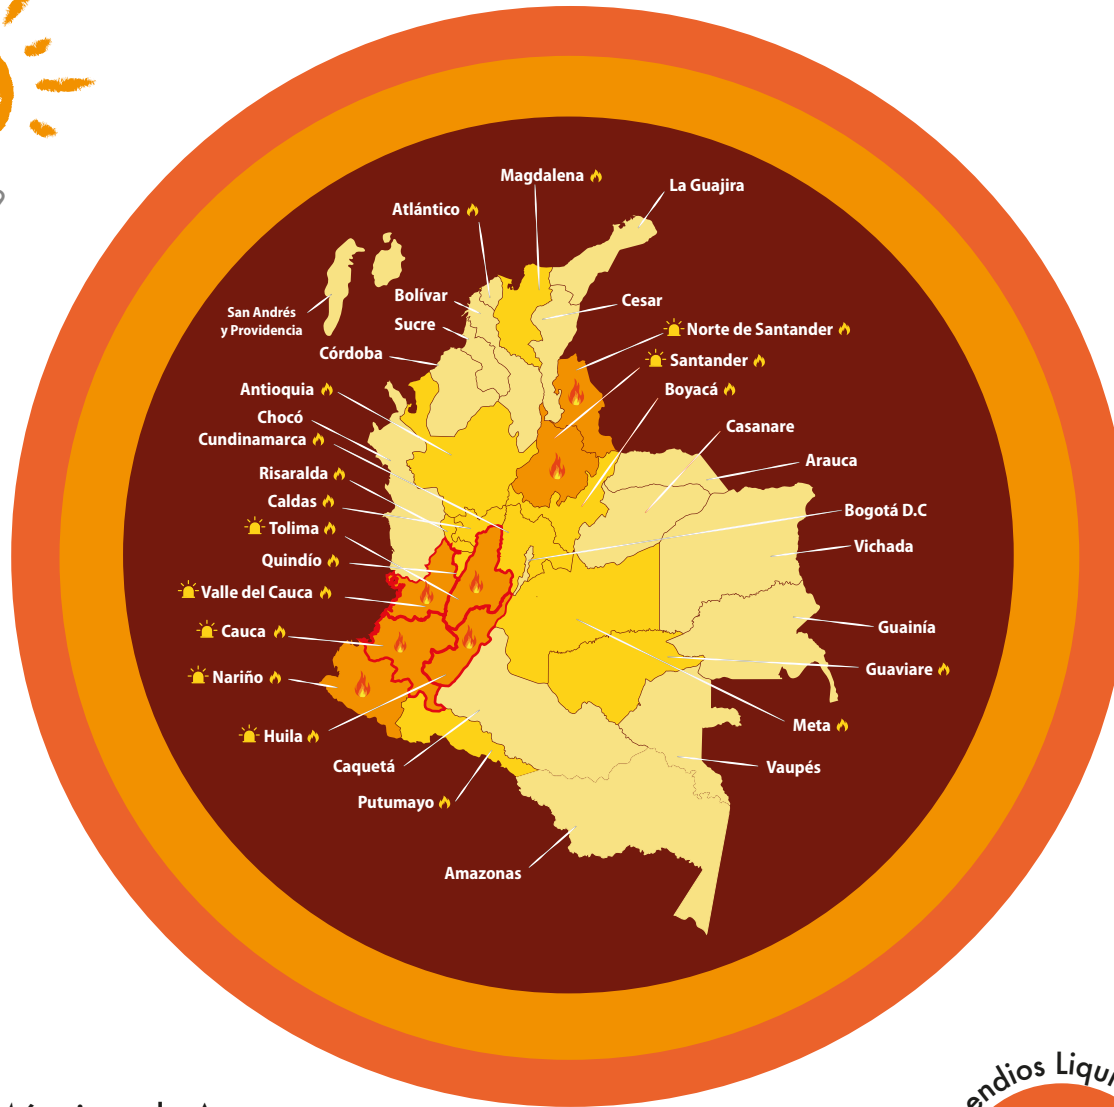 Magdalena
La Guajira
Atlántico
Bolívar
Cesar
San Andrés
y Providencia
Sucre
Norte de Santander
Córdoba
Santander
Antioquia
Boyacá
Chocó
Casanare
Cundinamarca
Arauca
Risaralda
Caldas
Bogotá D.C
Tolima
Vichada
Quindío
Valle del Cauca
Guainía
Cauca
Guaviare
Nariño
Meta
Huila
Caquetá
Vaupés
Putumayo
Amazonas